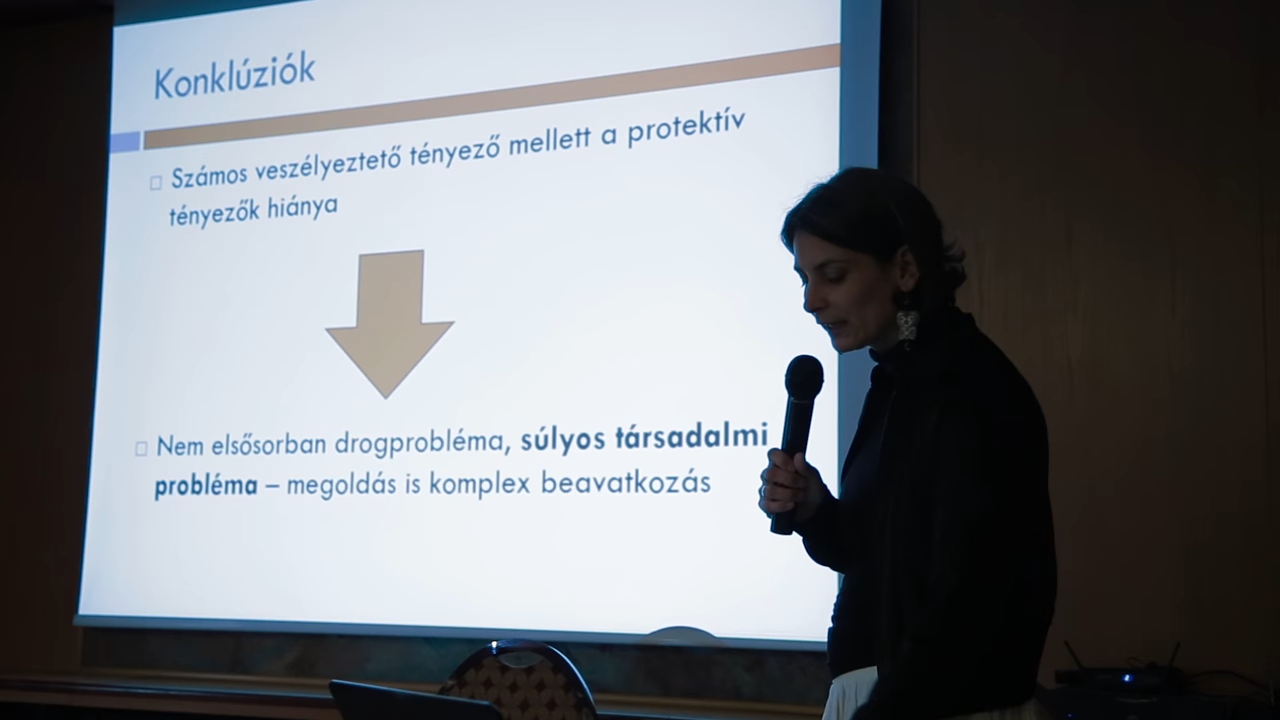 Konklúziók
Számos veszélyeztető tényező mellett a protektív
tényezők hiánya
Nem elsősorban drogprobléma, súlyos társadalmi
probléma – megoldás is komplex beavatkozás